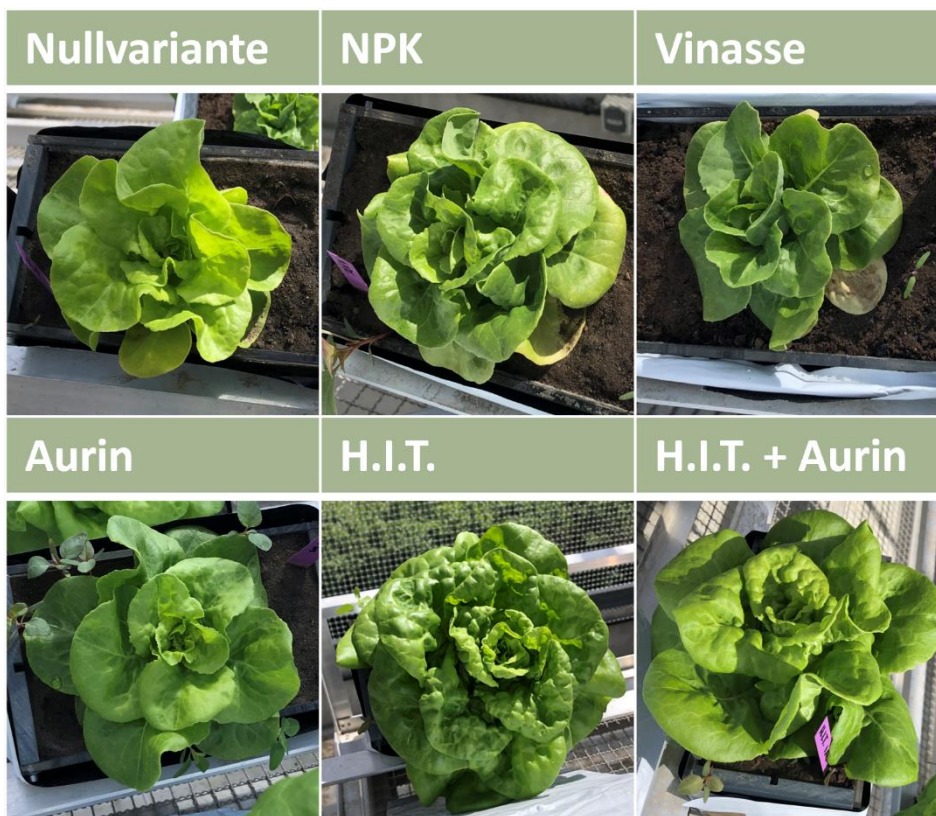 Nullvariante
NPK
Vinasse
Aurin
H.I.T.
H.I.T. + Aurin